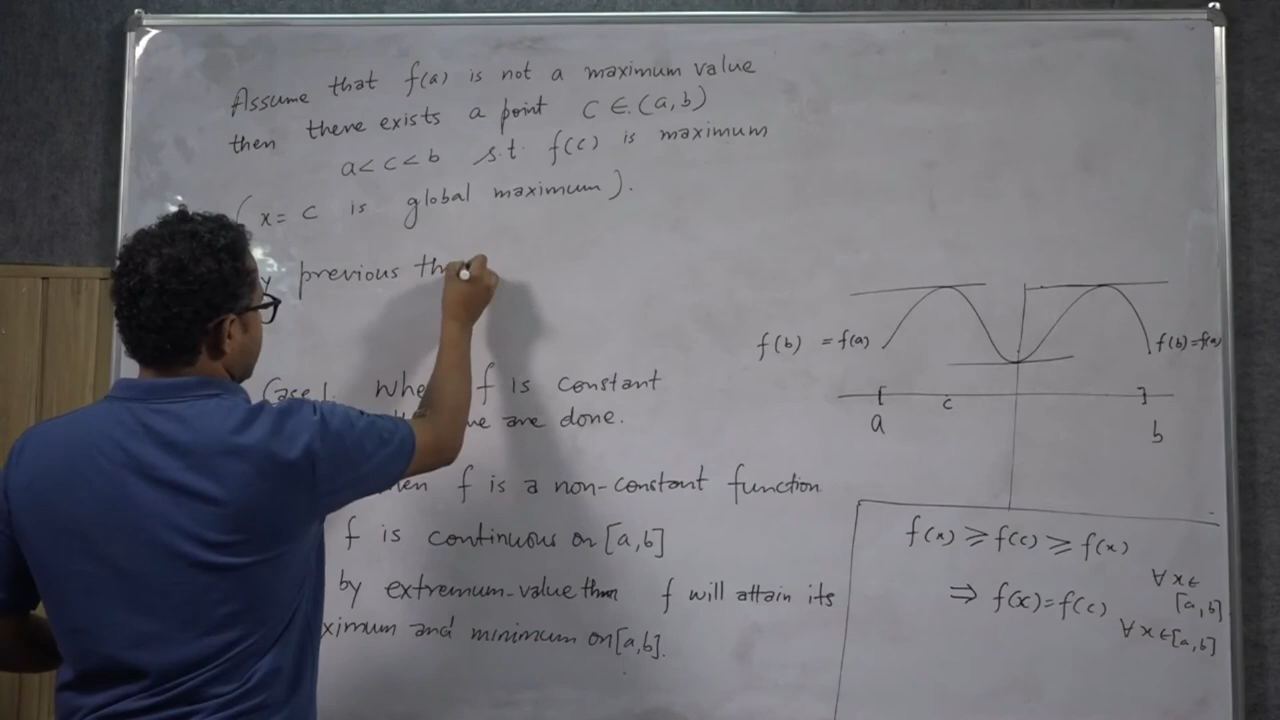 Assume that f(a) is not a maximum value
then there exists a point c ∈ (a,b)
a<c<b s.t. f(c) is maximum
(x = c is global maximum).
previous
Case 1. f is constant
we are done.
f is a non-constant function
f is continuous on [a,b]
by extremum-value thm f will attain its
and minimum on [a,b].
f(b) = f(a)
f(b)=f(a)
c
a
b
f(x) ≥ f(c) ≥ f(x)
∀ x ∈
[a,b]
⇒ f(x)=f(c)
∀ x ∈ [a,b]